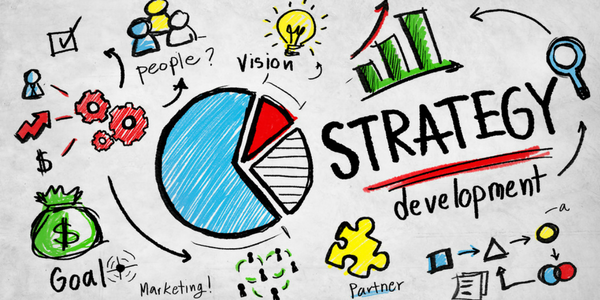 people?
Vision
STRATEGY
development
$
$
Goal
Marketing!
Partner
a